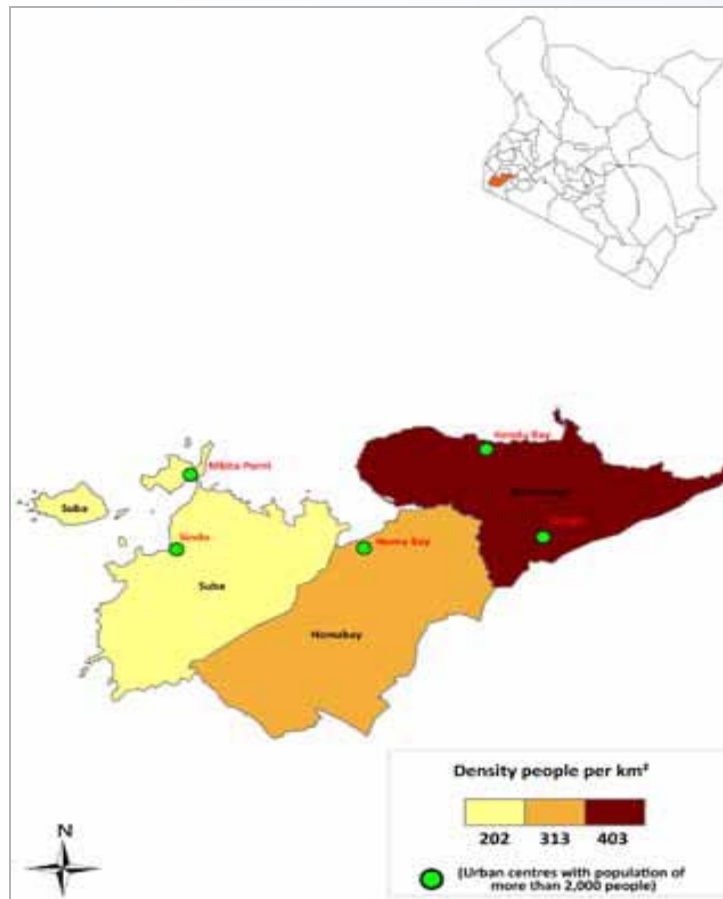 Kendu Bay
Mbita Point
Suba
Sindo
Homa Bay
Suba
Homabay
Density people per km²
202 313 403
N
(Urban centres with population of
more than 2,000 people)